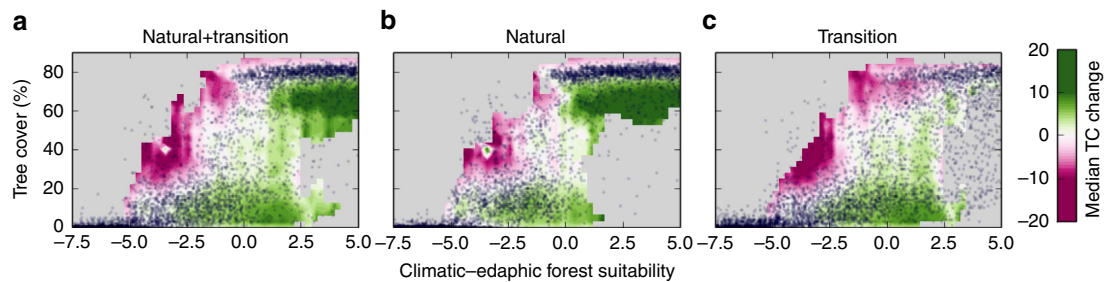 a
Natural+transition
b
Natural
c
Transition
Tree cover (%)
80
60
40
20
0
−7.5 −5.0 −2.5 0.0 2.5 5.0
−7.5 −5.0 −2.5 0.0 2.5 5.0
−7.5 −5.0 −2.5 0.0 2.5 5.0
Climatic–edaphic forest suitability
20
10
0
−10
−20
Median TC change